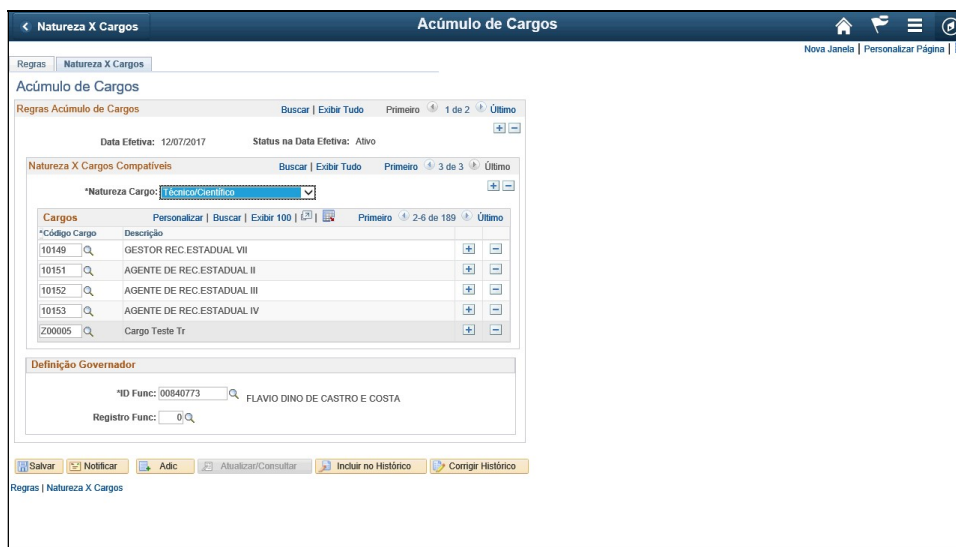 Natureza X Cargos Acúmulo de Cargos
Nova Janela | Personalizar Página |
Regras Natureza X Cargos
Acúmulo de Cargos
Regras Acúmulo de Cargos Buscar | Exibir Tudo Primeiro 1 de 2 Último
Data Efetiva: 12/07/2017 Status na Data Efetiva: Ativo
Natureza X Cargos Compatíveis Buscar | Exibir Tudo Primeiro 3 de 3 Último
*Natureza Cargo: Técnico/Científico
Cargos Personalizar | Buscar | Exibir 100 | | Primeiro 2-6 de 189 Último
*Código Cargo Descrição
10149 GESTOR REC.ESTADUAL VII
10151 AGENTE DE REC.ESTADUAL II
10152 AGENTE DE REC.ESTADUAL III
10153 AGENTE DE REC.ESTADUAL IV
Z00005 Cargo Teste Tr
Definição Governador
*ID Func: 00840773 FLAVIO DINO DE CASTRO E COSTA
Registro Func: 0
Salvar Notificar Adic Atualizar/Consultar Incluir no Histórico Corrigir Histórico
Regras | Natureza X Cargos